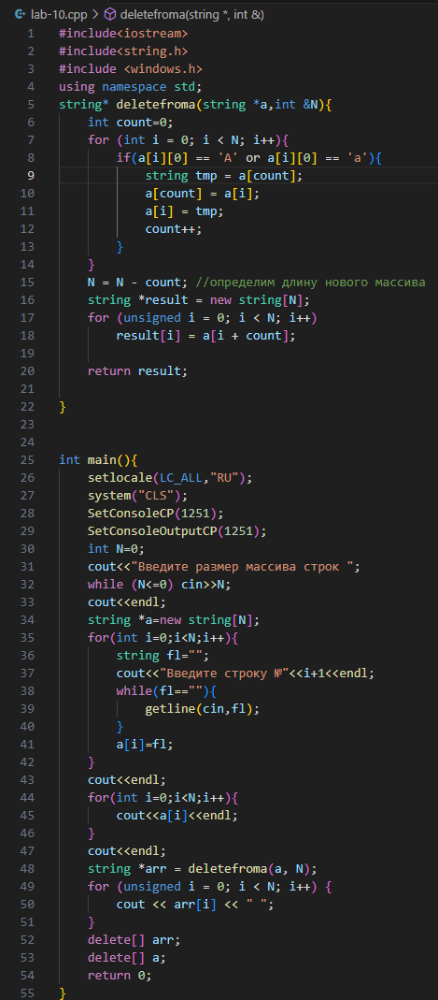 lab-10.cpp > deletefroma(string *, int &)
1 #include<iostream>
2 #include<string.h>
3 #include <windows.h>
4 using namespace std;
5 string* deletefroma(string *a,int &N){
6 int count=0;
7 for (int i = 0; i < N; i++){
8 if(a[i][0] == 'A' or a[i][0] == 'a'){
9 string tmp = a[count];
10 a[count] = a[i];
11 a[i] = tmp;
12 count++;
13 }
14 }
15 N = N - count; //определим длину нового массива
16 string *result = new string[N];
17 for (unsigned i = 0; i < N; i++)
18 result[i] = a[i + count];
19
20 return result;
21
22 }
23
24
25 int main(){
26 setlocale(LC_ALL,"RU");
27 system("CLS");
28 SetConsoleCP(1251);
29 SetConsoleOutputCP(1251);
30 int N=0;
31 cout<<"Введите размер массива строк ";
32 while (N<=0) cin>>N;
33 cout<<endl;
34 string *a=new string[N];
35 for(int i=0;i<N;i++){
36 string fl="";
37 cout<<"Введите строку №"<<i+1<<endl;
38 while(fl==""){
39 getline(cin,fl);
40 }
41 a[i]=fl;
42 }
43 cout<<endl;
44 for(int i=0;i<N;i++){
45 cout<<a[i]<<endl;
46 }
47 cout<<endl;
48 string *arr = deletefroma(a, N);
49 for (unsigned i = 0; i < N; i++) {
50 cout << arr[i] << " ";
51 }
52 delete[] arr;
53 delete[] a;
54 return 0;
55 }